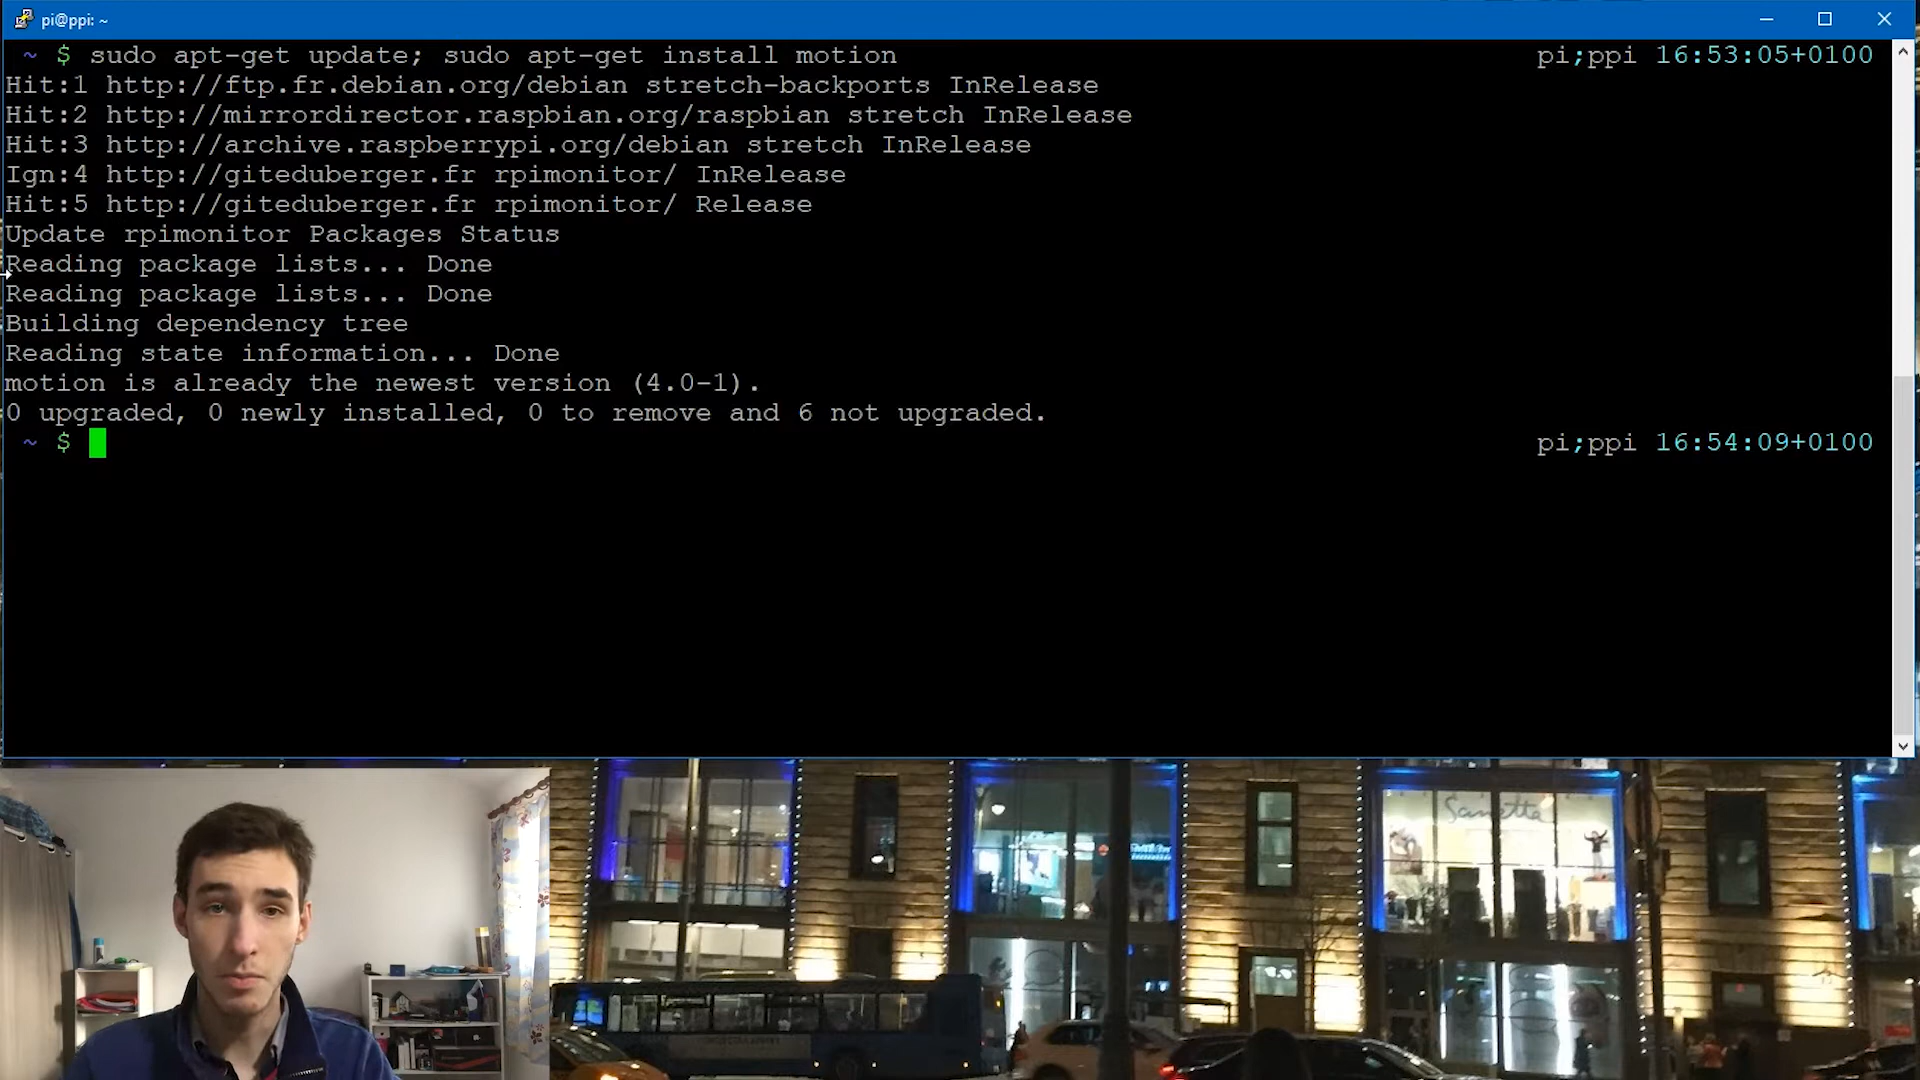 pi@ppi: ~
~ $ sudo apt-get update; sudo apt-get install motion pi;ppi 16:53:05+0100
Hit:1 http://ftp.fr.debian.org/debian stretch-backports InRelease
Hit:2 http://mirrordirector.raspbian.org/raspbian stretch InRelease
Hit:3 http://archive.raspberrypi.org/debian stretch InRelease
Ign:4 http://giteduberger.fr rpimonitor/ InRelease
Hit:5 http://giteduberger.fr rpimonitor/ Release
Update rpimonitor Packages Status
Reading package lists... Done
Reading package lists... Done
Building dependency tree
Reading state information... Done
motion is already the newest version (4.0-1).
0 upgraded, 0 newly installed, 0 to remove and 6 not upgraded.
~ $ pi;ppi 16:54:09+0100
Sanetta